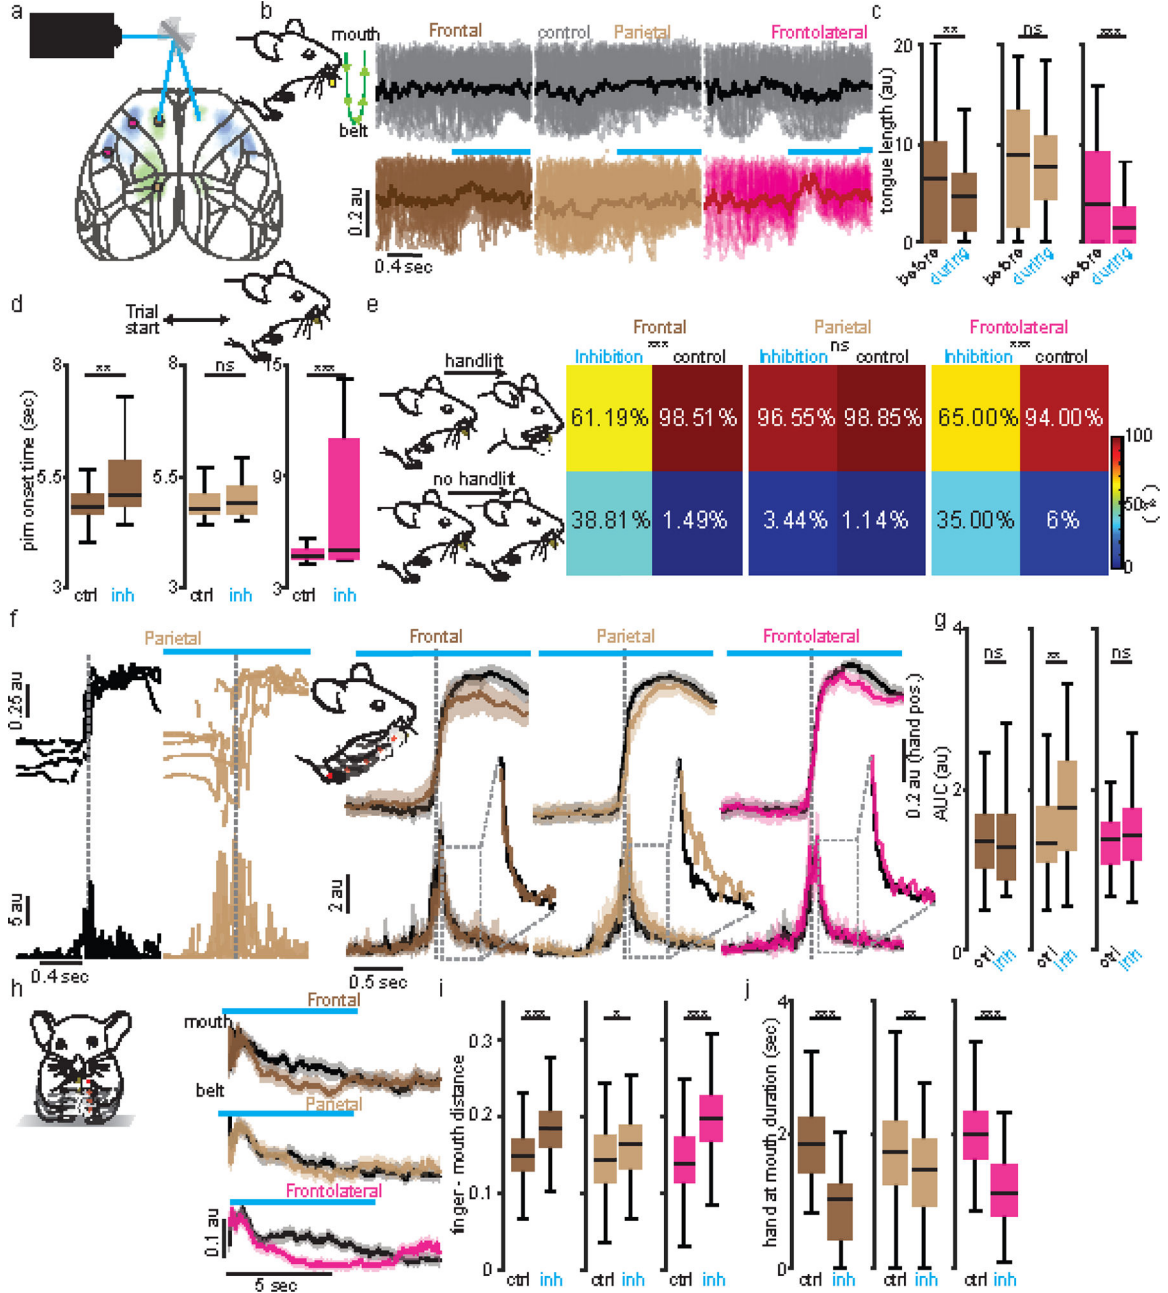 a
b
mouth
belt
Frontal
control
Parietal
Frontolateral
0.2 au
0.4 sec
c
tongue length (au)
20
10
0
**
ns
***
before
during
before
during
before
during
d
Trial
start
pim onset time (sec)
8
5.5
3
**
ctrl
inh
8
5.5
3
ns
ctrl
inh
15
9
3
***
ctrl
inh
e
handlift
no handlift
Frontal
***
Inhibition
control
Parietal
ns
Inhibition
control
Frontolateral
***
Inhibition
control
61.19%
98.51%
96.55%
98.85%
65.00%
94.00%
38.81%
1.49%
3.44%
1.14%
35.00%
6%
100
50
0
(%)
f
Parietal
0.25 au
5 au
0.4 sec
Frontal
Parietal
Frontolateral
0.2 au (hand pos.)
2 au
0.5 sec
g
AUC (au)
4
2
0
ns
**
ns
ctrl
inh
ctrl
inh
ctrl
inh
h
mouth
belt
Frontal
Parietal
Frontolateral
0.1 au
5 sec
i
finger - mouth distance
0.3
0.2
0.1
0
***
*
***
ctrl
inh
ctrl
inh
ctrl
inh
j
hand at mouth duration (sec)
4
2
0
***
**
***
ctrl
inh
ctrl
inh
ctrl
inh